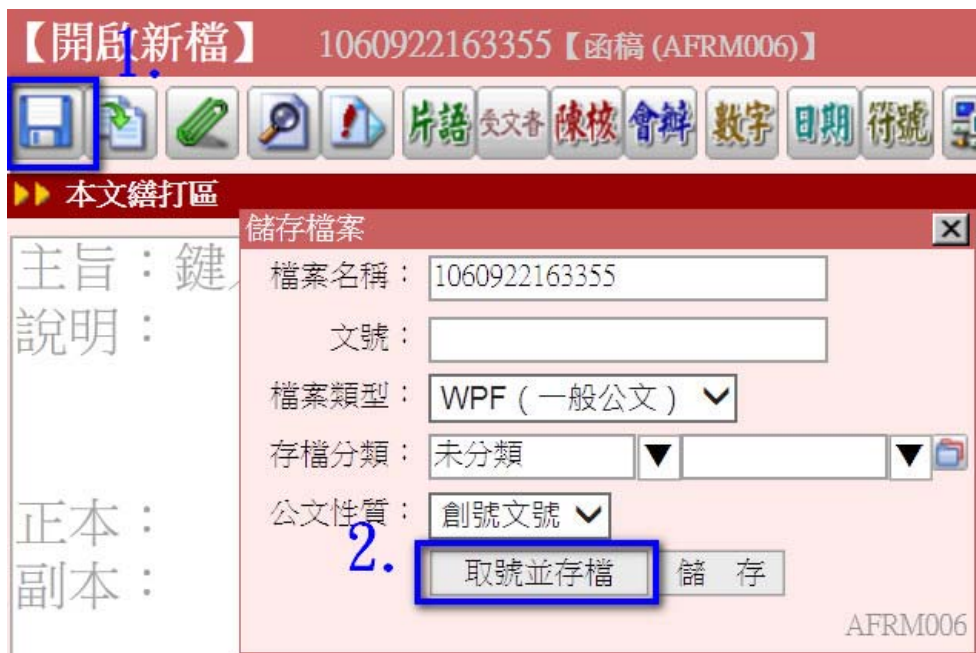 【開啟新檔】 1060922163355【函稿 (AFRM006)】
1.
片語 受文者 陳核 會辦 數字 日期 符號
本文繕打區
儲存檔案
主旨：鍵
檔案名稱： 1060922163355
說明：
文號：
檔案類型： WPF（一般公文）
存檔分類： 未分類
正本：
公文性質： 創號文號
2.
取號並存檔 儲 存
副本：
AFRM006